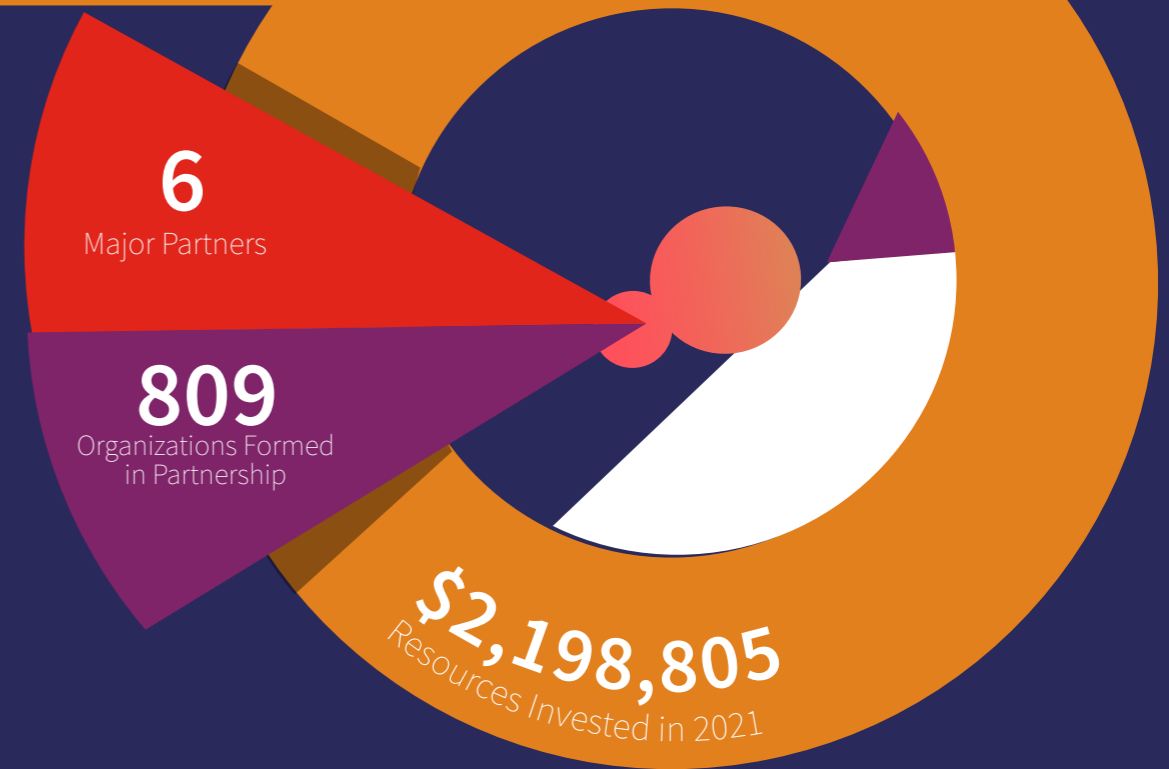 6
Major Partners
809
Organizations Formed
in Partnership
$2,198,805
Resources Invested in 2021